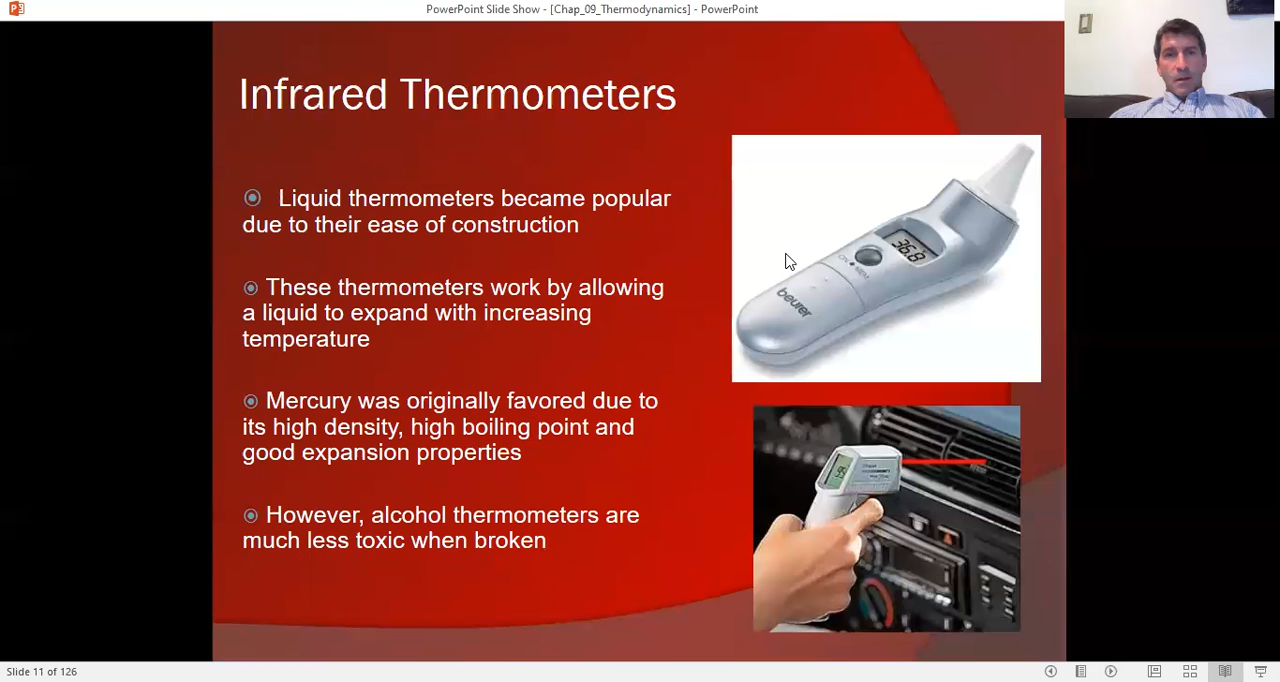 PowerPoint Slide Show - [Chap_09_Thermodynamics] - PowerPoint
Infrared Thermometers
Liquid thermometers became popular
due to their ease of construction
These thermometers work by allowing
a liquid to expand with increasing
temperature
Mercury was originally favored due to
its high density, high boiling point and
good expansion properties
However, alcohol thermometers are
much less toxic when broken
36.8
beurer
Slide 11 of 126